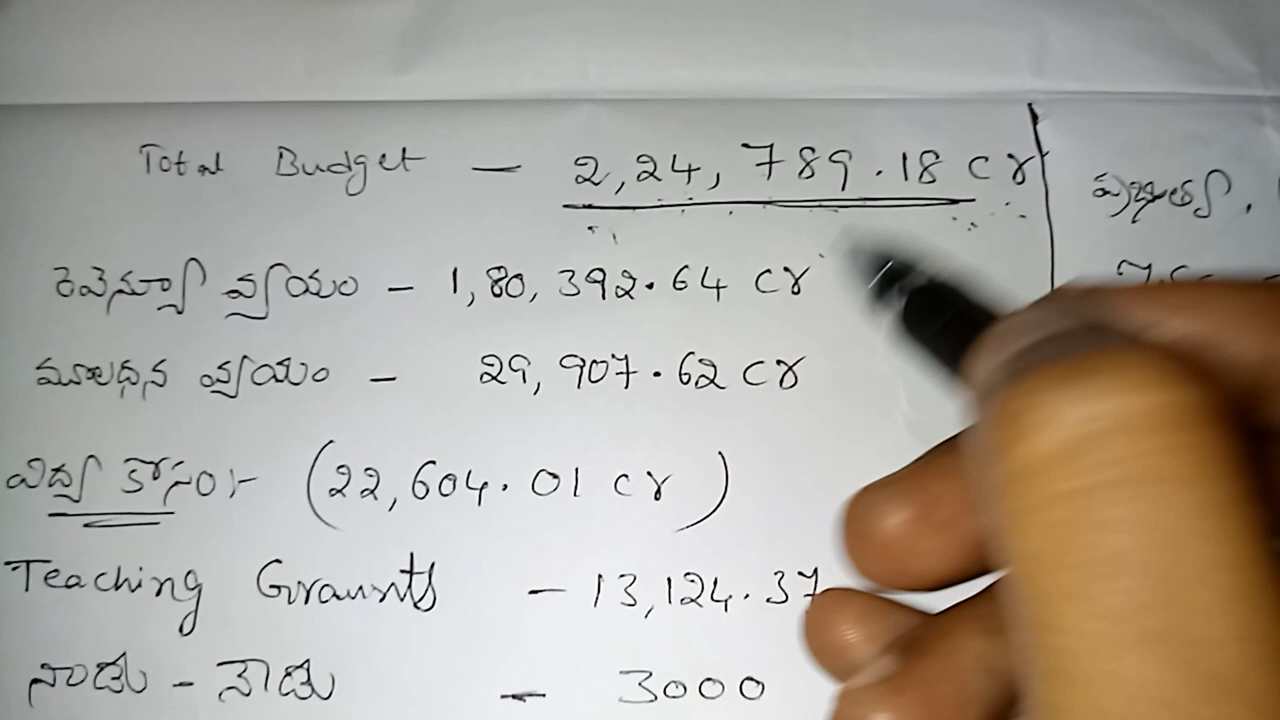 Total Budget - 2,24,789.18 cr
రెవెన్యూ వ్యయం - 1,80,392.64 cr
మూలధన వ్యయం - 29,907.62 cr
విద్య కోసం:- (22,604.01 cr)
Teaching Graunts - 13,124.37
నాడు - నేడు - 3000